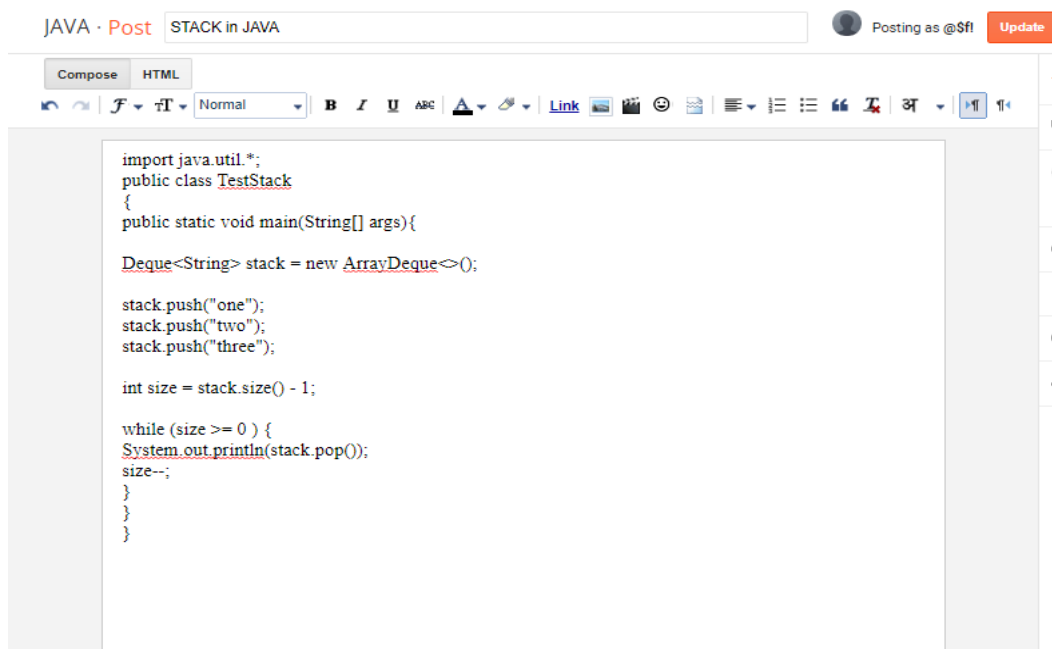 JAVA · Post STACK in JAVA Posting as @$f! Update
Compose HTML
F T Normal B I U ABC A Link अ
import java.util.*;
public class TestStack
{
public static void main(String[] args){
Deque<String> stack = new ArrayDeque<>();
stack.push("one");
stack.push("two");
stack.push("three");
int size = stack.size() - 1;
while (size >= 0 ) {
System.out.println(stack.pop());
size--;
}
}
}